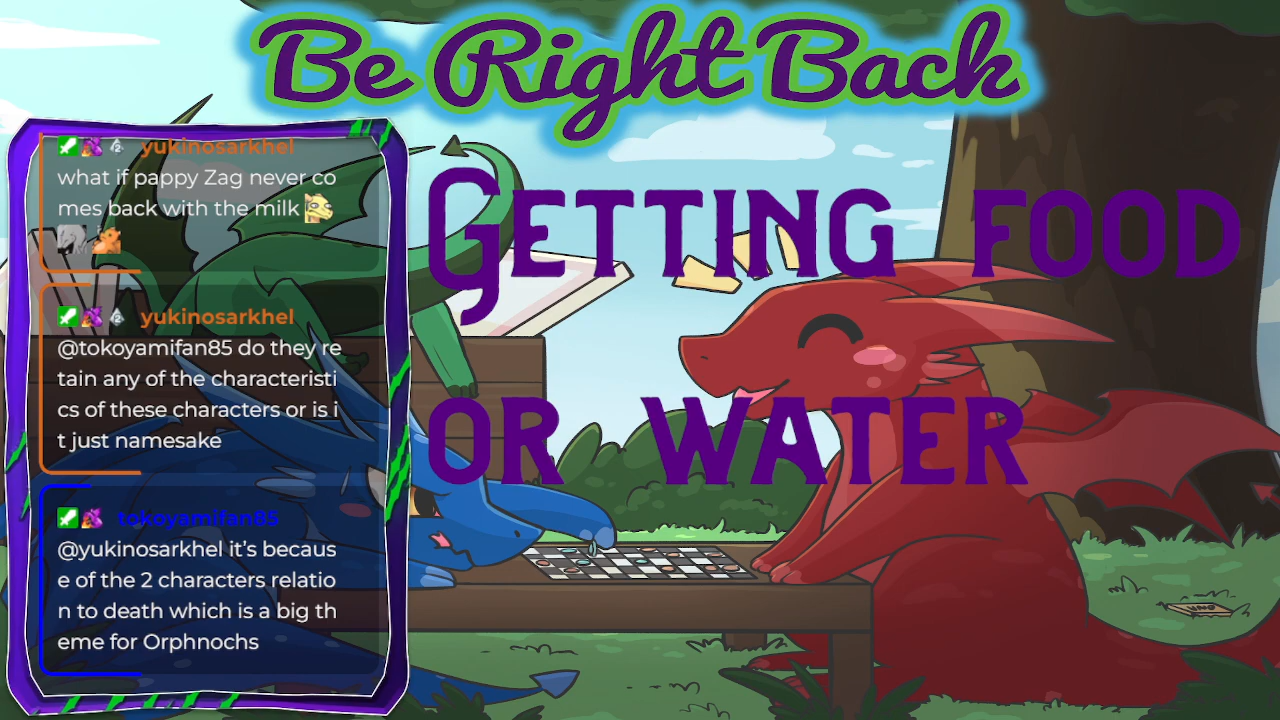 Be Right Back
Getting food
or water
yukinosarkhel
what if pappy Zag never co
mes back with the milk
yukinosarkhel
@tokoyamifan85 do they re
tain any of the characteristi
cs of these characters or is i
t just namesake
tokoyamifan85
@yukinosarkhel it's becaus
e of the 2 characters relatio
n to death which is a big th
eme for Orphnochs
UNO